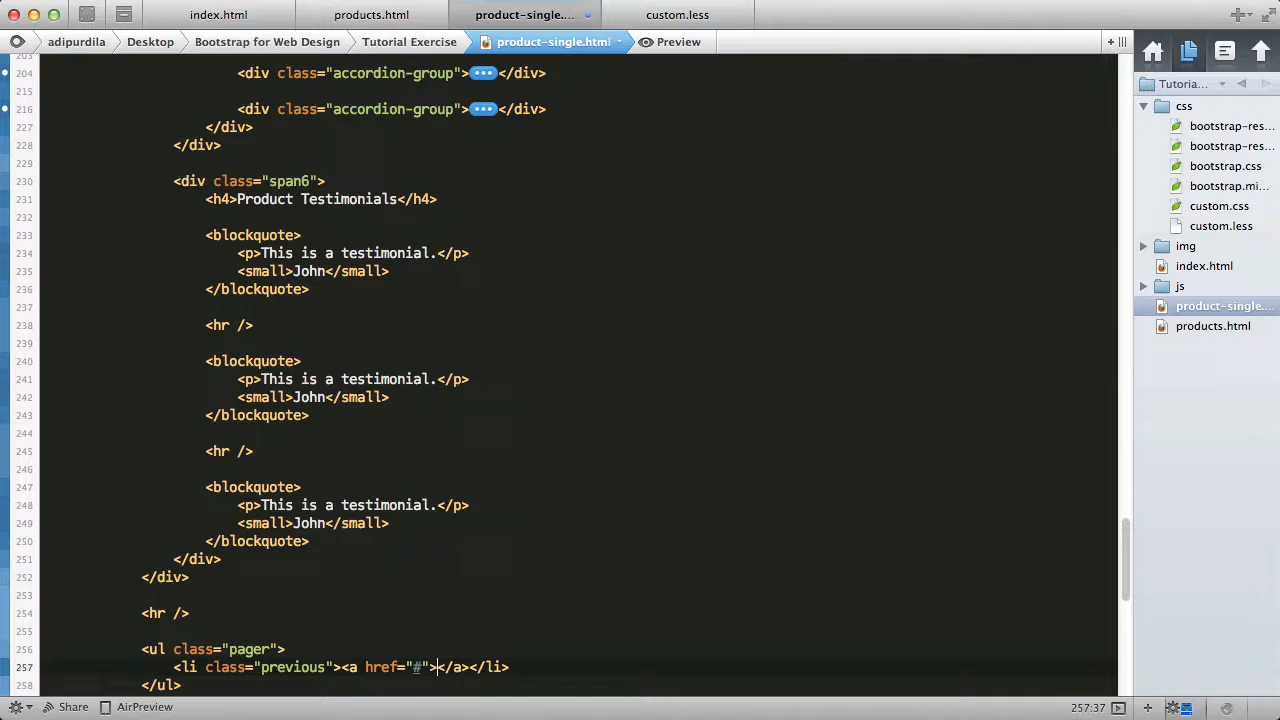 index.html
products.html
product-single....
custom.less
adipurdila
Desktop
Bootstrap for Web Design
Tutorial Exercise
product-single.html
Preview
204 <div class="accordion-group">•••</div>
215
216 <div class="accordion-group">•••</div>
227 </div>
228 </div>
229
230 <div class="span6">
231 <h4>Product Testimonials</h4>
232
233 <blockquote>
234 <p>This is a testimonial.</p>
235 <small>John</small>
236 </blockquote>
237
238 <hr />
239
240 <blockquote>
241 <p>This is a testimonial.</p>
242 <small>John</small>
243 </blockquote>
244
245 <hr />
246
247 <blockquote>
248 <p>This is a testimonial.</p>
249 <small>John</small>
250 </blockquote>
251 </div>
252 </div>
253
254 <hr />
255
256 <ul class="pager">
257 <li class="previous"><a href="#"></a></li>
258 </ul>
Share
AirPreview
257:37
Tutoria...
css
bootstrap-res...
bootstrap-res...
bootstrap.css
bootstrap.mi...
custom.css
custom.less
img
index.html
js
product-single....
products.html